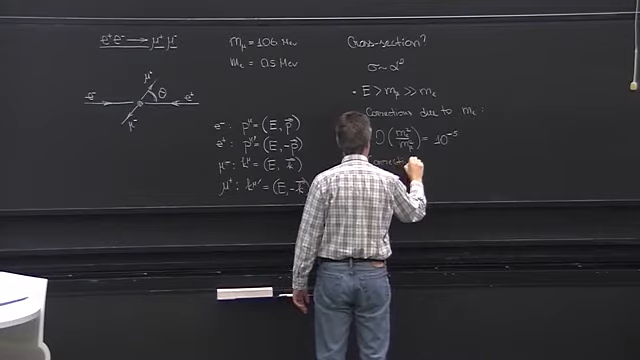 e⁺e⁻ → μ⁺μ⁻
μ⁺
θ
e⁻
e⁺
μ⁻
m_μ = 106 MeV
m_e = 0.5 MeV
e⁻: p^μ = (E, p⃗)
e⁺: p^μ' = (E, -p⃗)
μ⁻: k^μ = (E, k⃗)
μ⁺: k^μ' = (E, -k⃗)
Cross-section?
σ ~ α²
• E > m_μ ≫ m_e
Corrections due to m_e:
O(m_e²/m_μ²) = 10⁻⁵